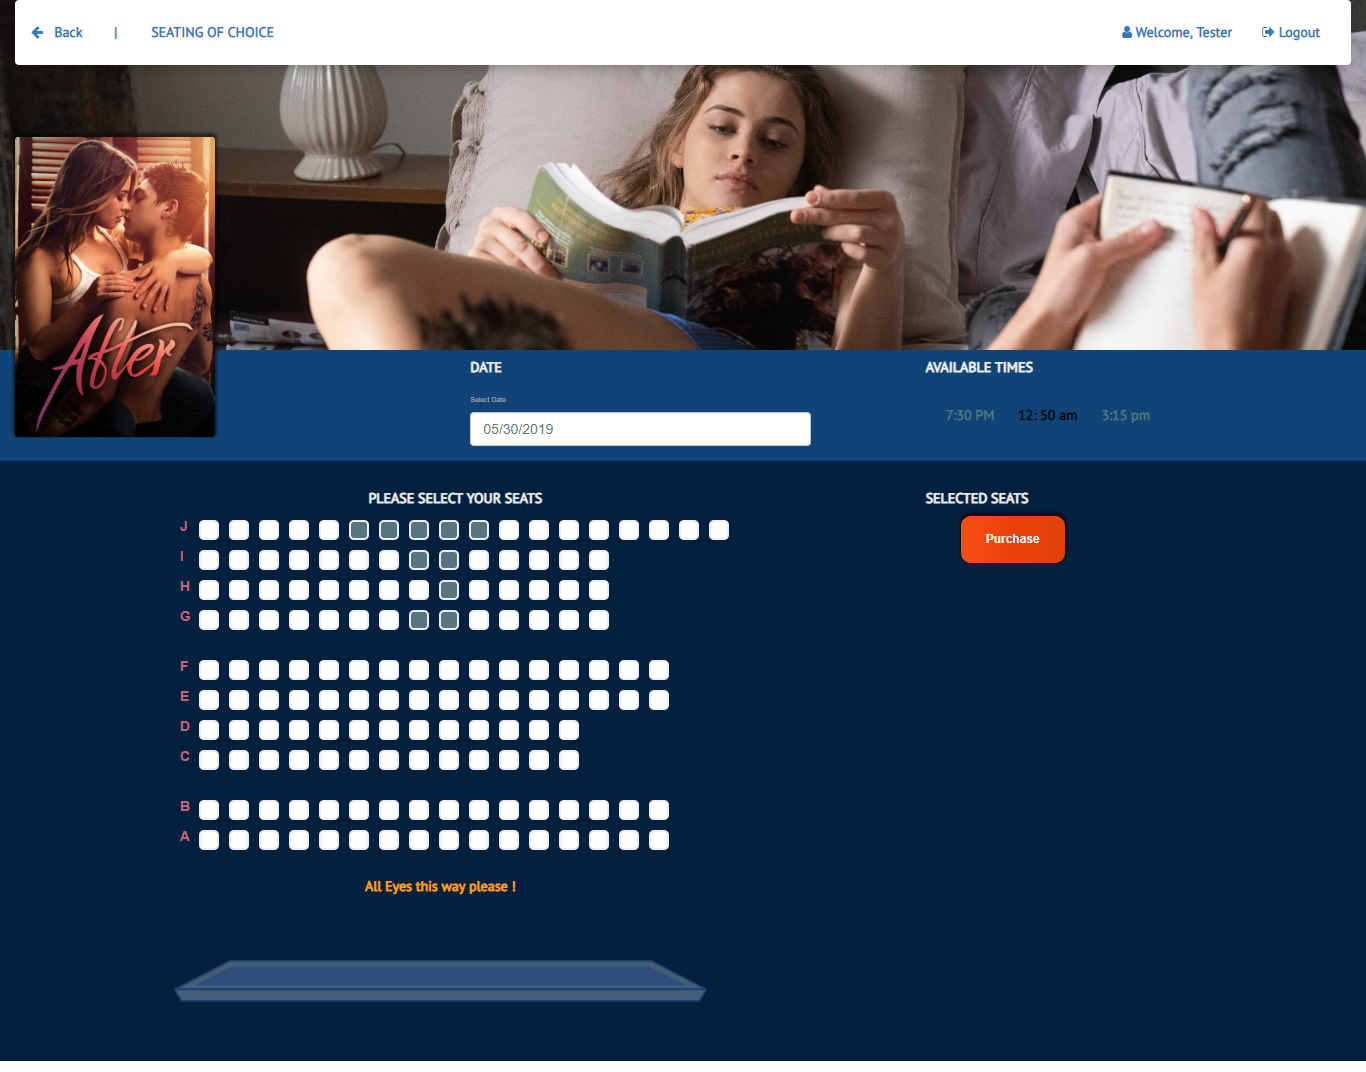 Back | SEATING OF CHOICE
Welcome, Tester Logout
After
DATE
Select Date
05/30/2019
AVAILABLE TIMES
7:30 PM 12: 50 am 3:15 pm
PLEASE SELECT YOUR SEATS
J
I
H
G
F
E
D
C
B
A
All Eyes this way please !
SELECTED SEATS
Purchase